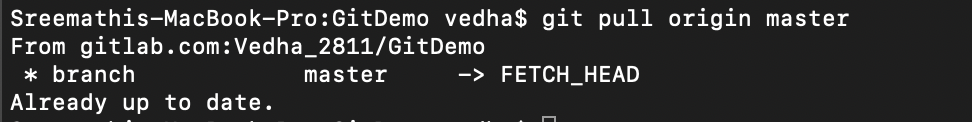 Sreemathis-MacBook-Pro:GitDemo vedha$ git pull origin master
From gitlab.com:Vedha_2811/GitDemo
* branch master -> FETCH_HEAD
Already up to date.